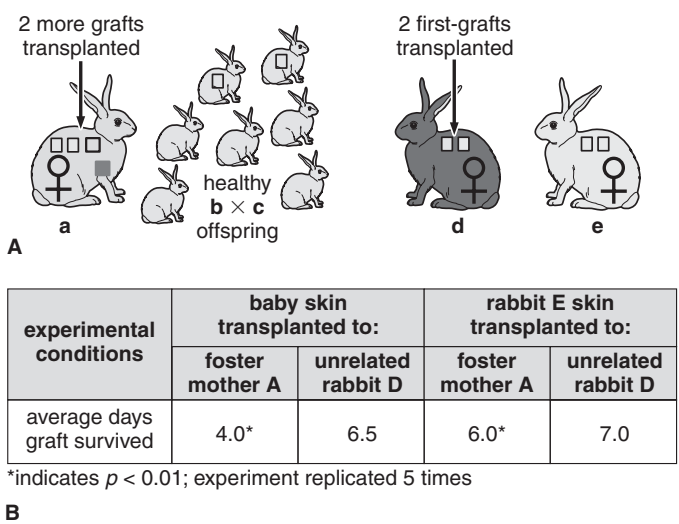 2 more grafts
transplanted
2 first-grafts
transplanted
healthy
b × c
offspring
a
d
e
A
experimental
conditions
baby skin
transplanted to:
rabbit E skin
transplanted to:
foster
mother A
unrelated
rabbit D
foster
mother A
unrelated
rabbit D
average days
graft survived
4.0*
6.5
6.0*
7.0
*indicates p < 0.01; experiment replicated 5 times
B